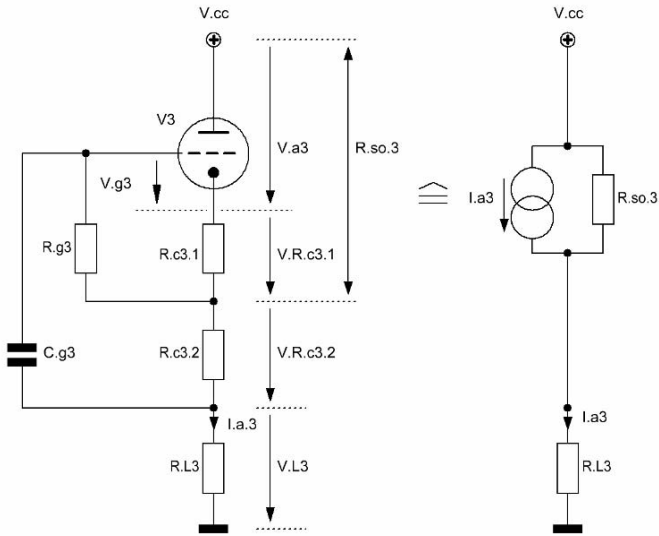 V.cc
V.cc
V3
V.a3
R.so.3
V.g3
I.a3
R.so.3
R.g3
R.c3.1
V.R.c3.1
C.g3
R.c3.2
V.R.c3.2
I.a.3
I.a3
R.L3
V.L3
R.L3